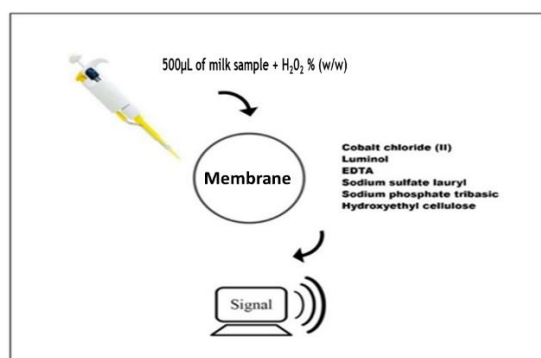 500µL of milk sample + H₂O₂ % (w/w)
Membrane
Cobalt chloride (II)
Luminol
EDTA
Sodium sulfate lauryl
Sodium phosphate tribasic
Hydroxyethyl cellulose
Signal